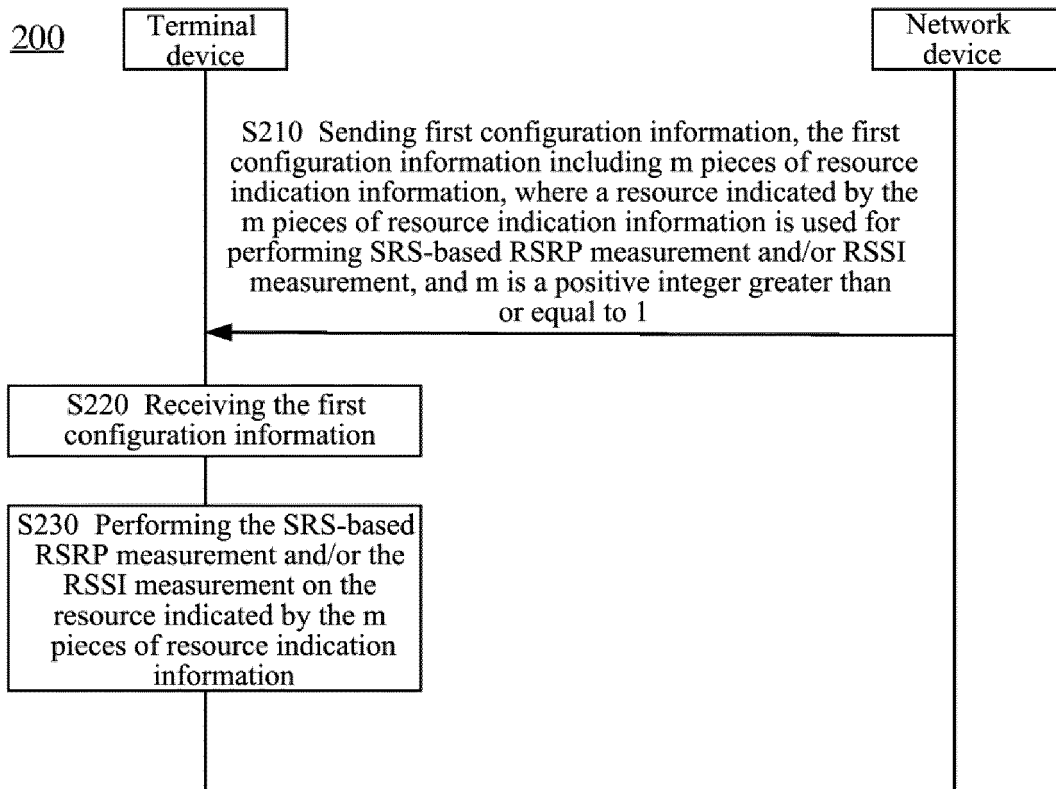 200
Terminal
device
Network
device
S210 Sending first configuration information, the first
configuration information including m pieces of resource
indication information, where a resource indicated by the
m pieces of resource indication information is used for
performing SRS-based RSRP measurement and/or RSSI
measurement, and m is a positive integer greater than
or equal to 1
S220 Receiving the first
configuration information
S230 Performing the SRS-based
RSRP measurement and/or the
RSSI measurement on the
resource indicated by the m
pieces of resource indication
information